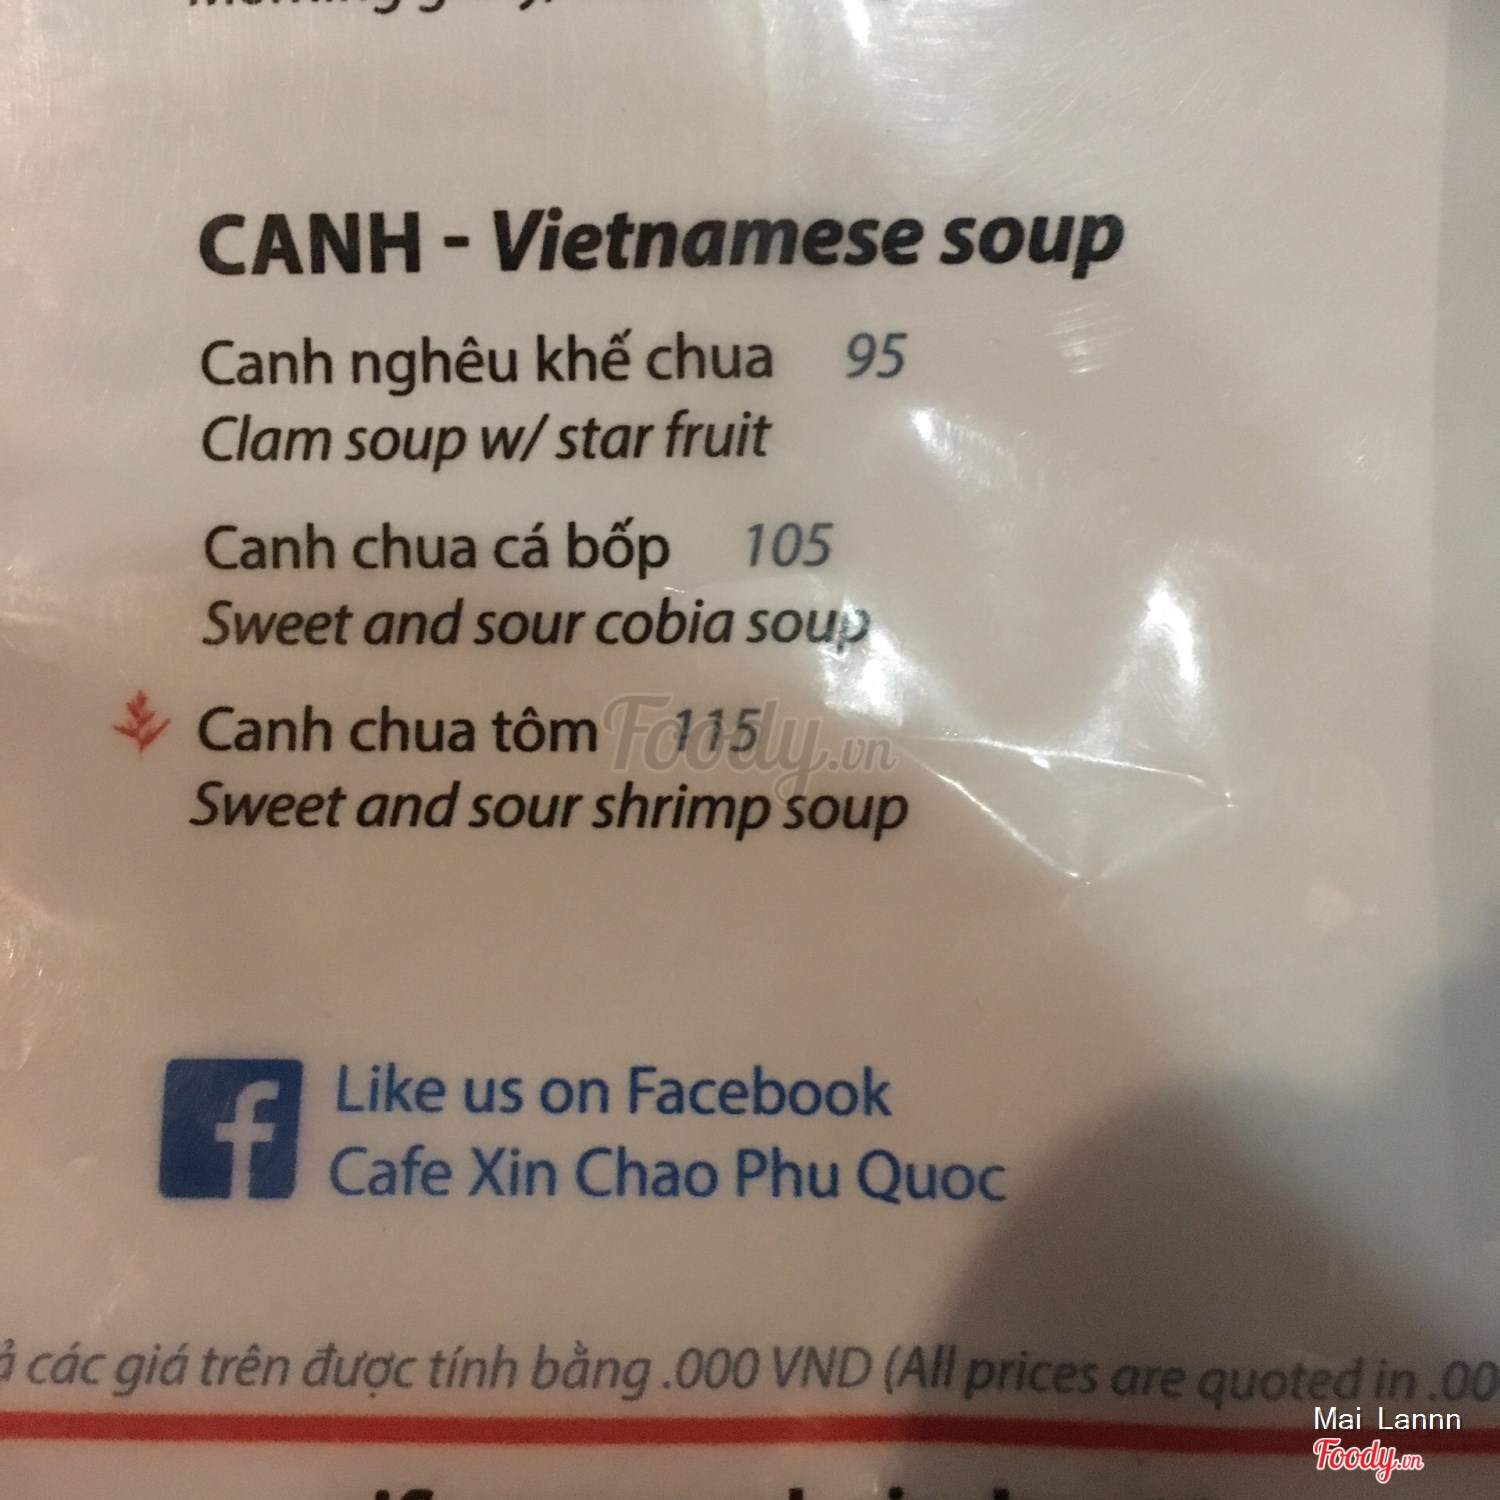 CANH - Vietnamese soup
Canh nghêu khế chua 95
Clam soup w/ star fruit
Canh chua cá bốp 105
Sweet and sour cobia soup
Canh chua tôm 115
Foody.vn
Sweet and sour shrimp soup
f
Like us on Facebook
Cafe Xin Chao Phu Quoc
ả các giá trên được tính bằng .000 VND (All prices are quoted in .00
Mai Lannn
Foody.vn